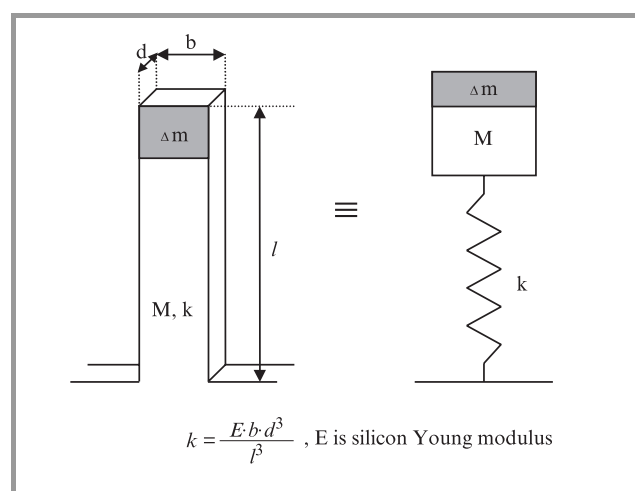 d b
Δm
l
M, k
≡
Δm
M
k
k = E·b·d³ / l³ , E is silicon Young modulus